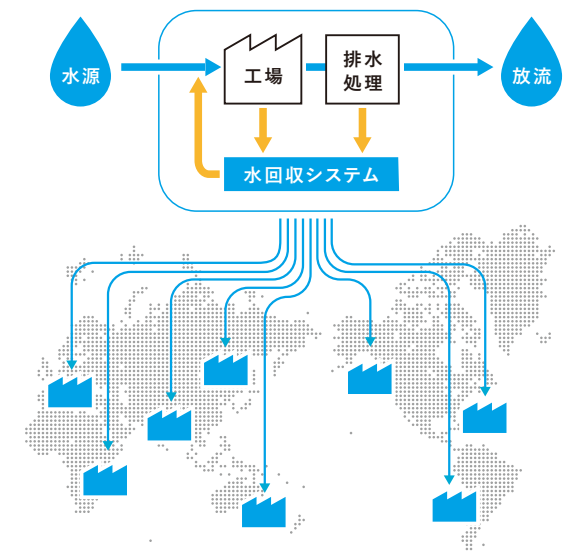 水源
工場
排水
処理
放流
水回収システム